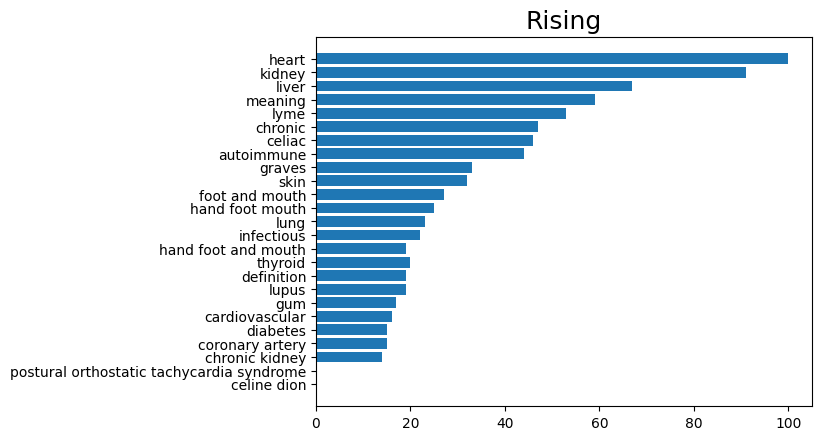 Rising
heart
kidney
liver
meaning
lyme
chronic
celiac
autoimmune
graves
skin
foot and mouth
hand foot mouth
lung
infectious
hand foot and mouth
thyroid
definition
lupus
gum
cardiovascular
diabetes
coronary artery
chronic kidney
postural orthostatic tachycardia syndrome
celine dion
0 20 40 60 80 100